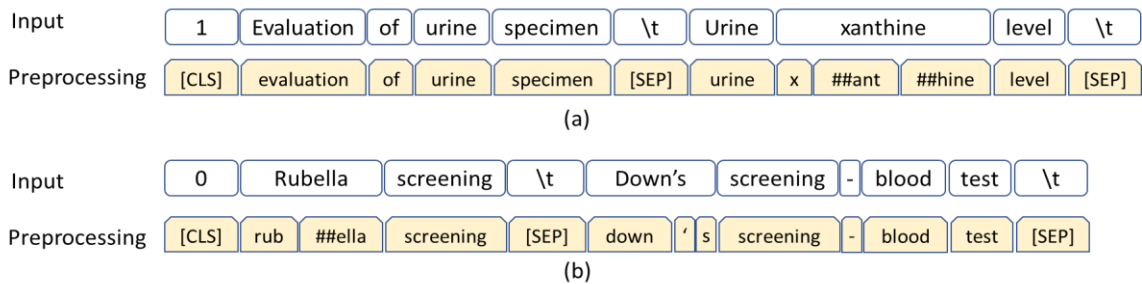 Input 1 Evaluation of urine specimen \t Urine xanthine level \t
Preprocessing [CLS] evaluation of urine specimen [SEP] urine x ##ant ##hine level [SEP]
(a)
Input 0 Rubella screening \t Down’s screening - blood test \t
Preprocessing [CLS] rub ##ella screening [SEP] down ‘ s screening - blood test [SEP]
(b)